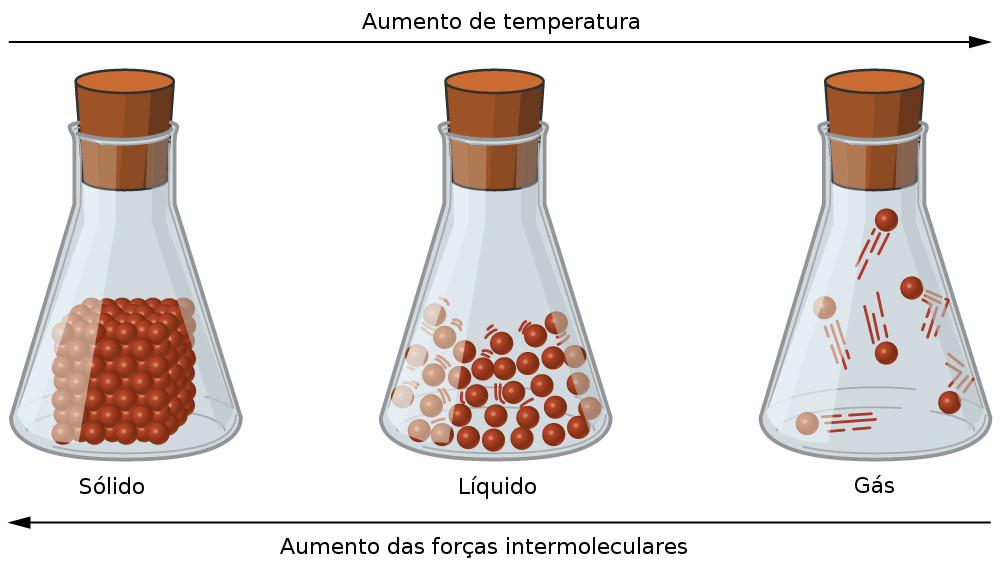 Aumento de temperatura
Sólido
Líquido
Gás
Aumento das forças intermoleculares